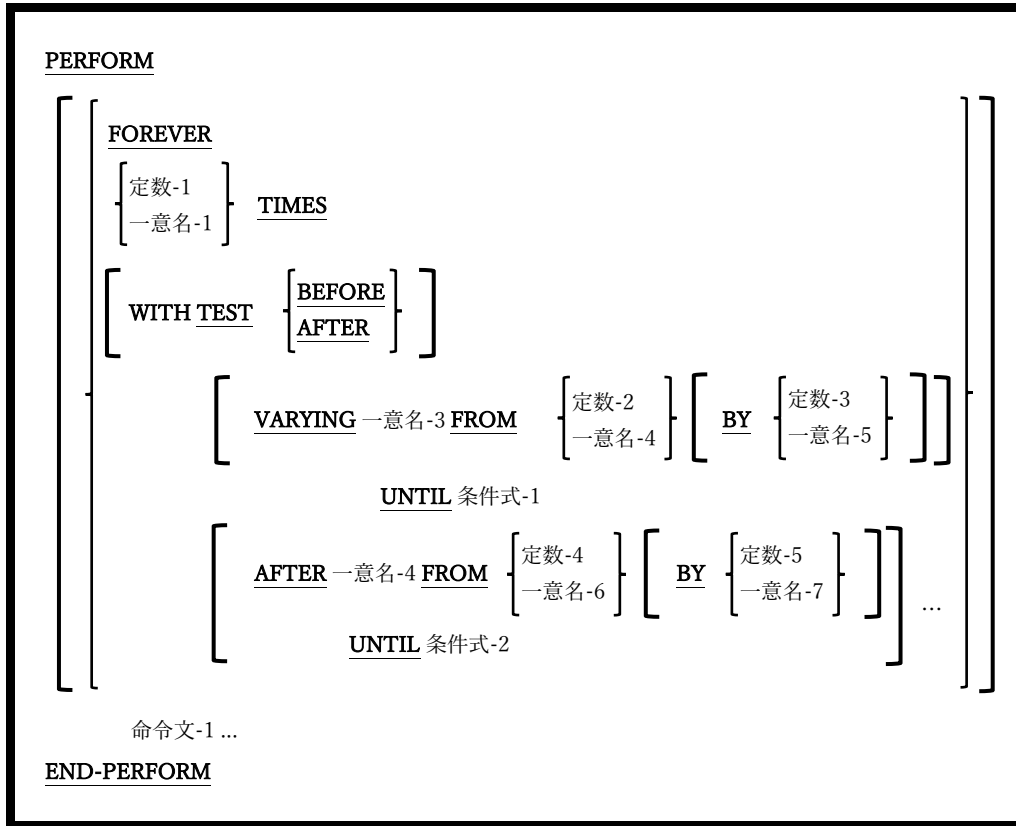 PERFORM
FOREVER
定数-1
一意名-1
TIMES
WITH TEST
BEFORE
AFTER
VARYING 一意名-3 FROM
定数-2
一意名-4
BY
定数-3
一意名-5
UNTIL 条件式-1
AFTER 一意名-4 FROM
定数-4
一意名-6
BY
定数-5
一意名-7
...
UNTIL 条件式-2
命令文-1 ...
END-PERFORM